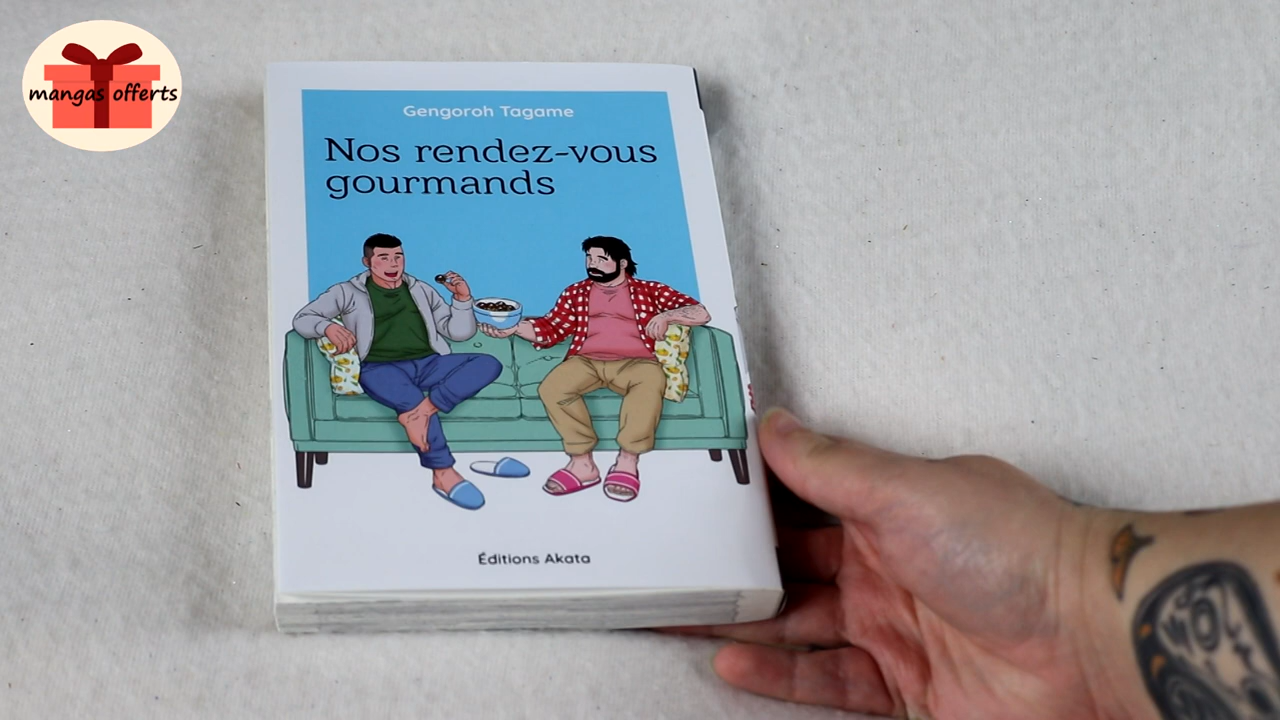 mangas offerts
Gengoroh Tagame
Nos rendez-vous
gourmands
Éditions Akata